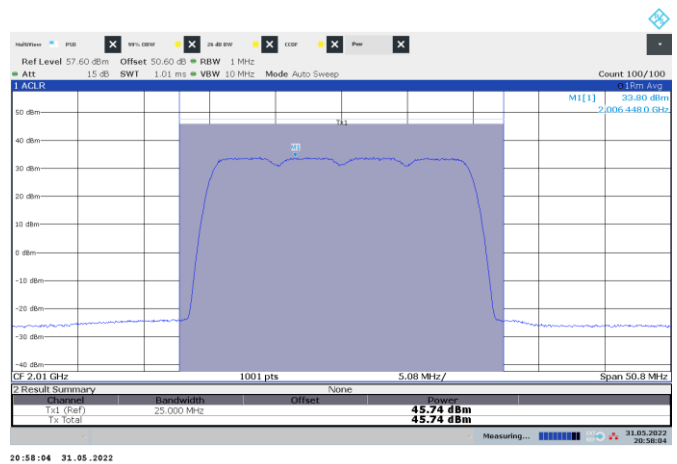 MultiView PSD 99% OBW 26 dB BW CCDF Pwr
Ref Level 57.60 dBm Offset 50.60 dB RBW 1 MHz
Att 15 dB SWT 1.01 ms VBW 10 MHz Mode Auto Sweep Count 100/100
1 ACLR 1Rm Avg
M1[1] 33.80 dBm
2.006 448 0 GHz
50 dBm
Tx1
40 dBm
M1
30 dBm
20 dBm
10 dBm
0 dBm
-10 dBm
-20 dBm
-30 dBm
-40 dBm
CF 2.01 GHz 1001 pts 5.08 MHz/ Span 50.8 MHz
2 Result Summary None
Channel Bandwidth Offset Power
Tx1 (Ref) 25.000 MHz 45.74 dBm
Tx Total 45.74 dBm
Measuring... 31.05.2022
20:58:04
20:58:04 31.05.2022